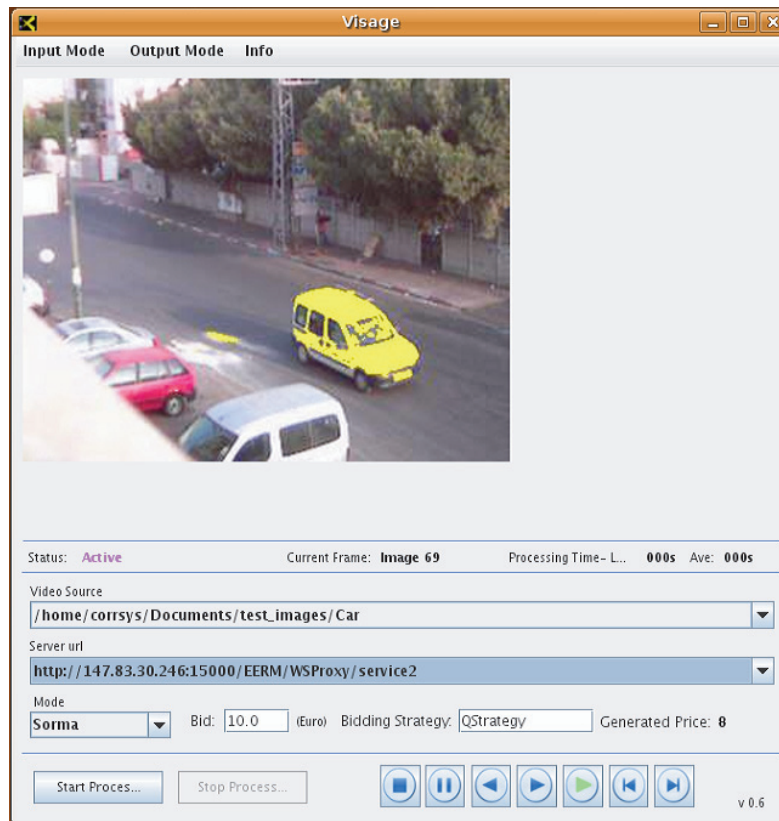 Visage
Input Mode Output Mode Info
Status: Active Current Frame: Image 69 Processing Time- L... 000s Ave: 000s
Video Source
/home/corrsys/Documents/test_images/Car
Server url
http://147.83.30.246:15000/EERM/WSProxy/service2
Mode
Sorma Bid: 10.0 (Euro) Bidding Strategy: QStrategy Generated Price: 8
Start Proces... Stop Process...
v 0.6